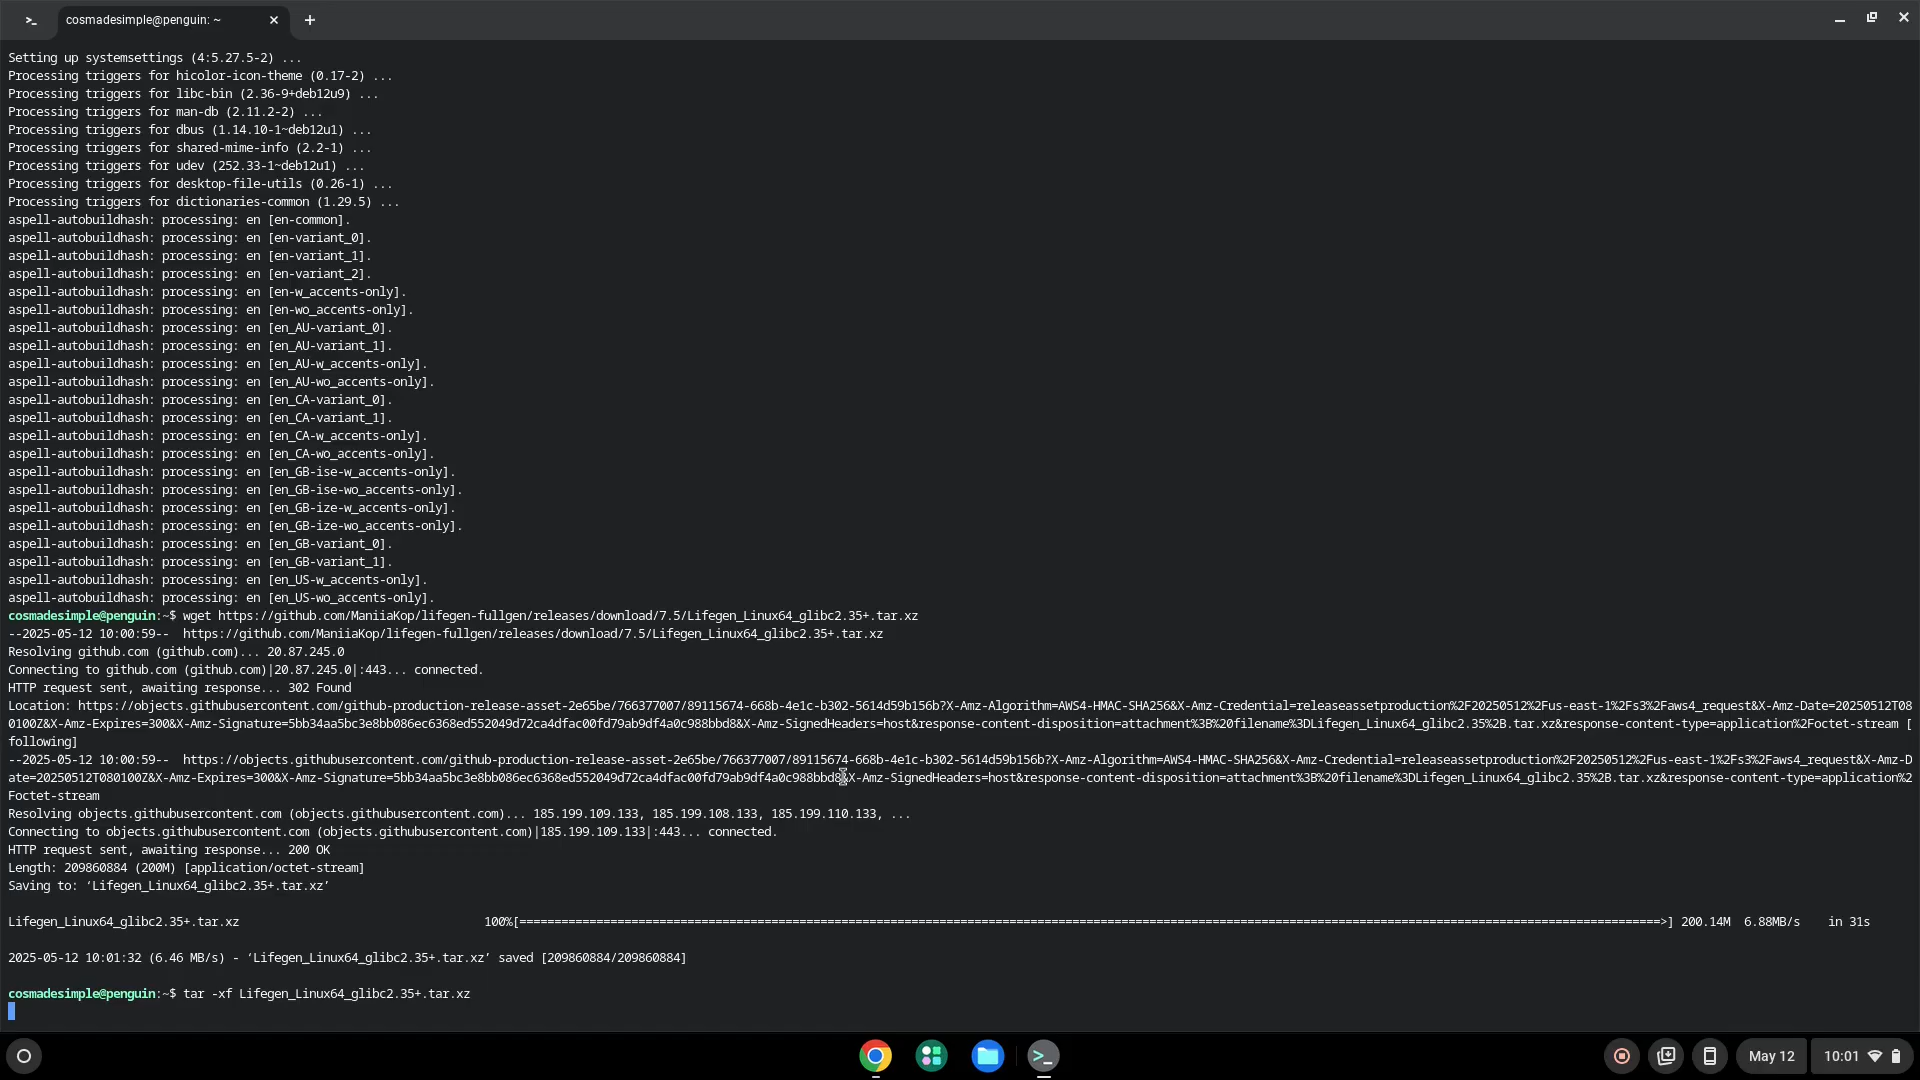 cosmadesimple@penguin: ~
Setting up systemsettings (4:5.27.5-2) ...
Processing triggers for hicolor-icon-theme (0.17-2) ...
Processing triggers for libc-bin (2.36-9+deb12u9) ...
Processing triggers for man-db (2.11.2-2) ...
Processing triggers for dbus (1.14.10-1~deb12u1) ...
Processing triggers for shared-mime-info (2.2-1) ...
Processing triggers for udev (252.33-1~deb12u1) ...
Processing triggers for desktop-file-utils (0.26-1) ...
Processing triggers for dictionaries-common (1.29.5) ...
aspell-autobuildhash: processing: en [en-common].
aspell-autobuildhash: processing: en [en-variant_0].
aspell-autobuildhash: processing: en [en-variant_1].
aspell-autobuildhash: processing: en [en-variant_2].
aspell-autobuildhash: processing: en [en-w_accents-only].
aspell-autobuildhash: processing: en [en-wo_accents-only].
aspell-autobuildhash: processing: en [en_AU-variant_0].
aspell-autobuildhash: processing: en [en_AU-variant_1].
aspell-autobuildhash: processing: en [en_AU-w_accents-only].
aspell-autobuildhash: processing: en [en_AU-wo_accents-only].
aspell-autobuildhash: processing: en [en_CA-variant_0].
aspell-autobuildhash: processing: en [en_CA-variant_1].
aspell-autobuildhash: processing: en [en_CA-w_accents-only].
aspell-autobuildhash: processing: en [en_CA-wo_accents-only].
aspell-autobuildhash: processing: en [en_GB-ise-w_accents-only].
aspell-autobuildhash: processing: en [en_GB-ise-wo_accents-only].
aspell-autobuildhash: processing: en [en_GB-ize-w_accents-only].
aspell-autobuildhash: processing: en [en_GB-ize-wo_accents-only].
aspell-autobuildhash: processing: en [en_GB-variant_0].
aspell-autobuildhash: processing: en [en_GB-variant_1].
aspell-autobuildhash: processing: en [en_US-w_accents-only].
aspell-autobuildhash: processing: en [en_US-wo_accents-only].
cosmadesimple@penguin:~$ wget https://github.com/ManiiaKop/lifegen-fullgen/releases/download/7.5/Lifegen_Linux64_glibc2.35+.tar.xz
--2025-05-12 10:00:59--  https://github.com/ManiiaKop/lifegen-fullgen/releases/download/7.5/Lifegen_Linux64_glibc2.35+.tar.xz
Resolving github.com (github.com)... 20.87.245.0
Connecting to github.com (github.com)|20.87.245.0|:443... connected.
HTTP request sent, awaiting response... 302 Found
Location: https://objects.githubusercontent.com/github-production-release-asset-2e65be/766377007/89115674-668b-4e1c-b302-5614d59b156b?X-Amz-Algorithm=AWS4-HMAC-SHA256&X-Amz-Credential=releaseassetproduction%2F20250512%2Fus-east-1%2Fs3%2Faws4_request&X-Amz-Date=20250512T08
0100Z&X-Amz-Expires=300&X-Amz-Signature=5bb34aa5bc3e8bb086ec6368ed552049d72ca4dfac00fd79ab9df4a0c988bbd8&X-Amz-SignedHeaders=host&response-content-disposition=attachment%3B%20filename%3DLifegen_Linux64_glibc2.35%2B.tar.xz&response-content-type=application%2Foctet-stream [
following]
--2025-05-12 10:00:59--  https://objects.githubusercontent.com/github-production-release-asset-2e65be/766377007/89115674-668b-4e1c-b302-5614d59b156b?X-Amz-Algorithm=AWS4-HMAC-SHA256&X-Amz-Credential=releaseassetproduction%2F20250512%2Fus-east-1%2Fs3%2Faws4_request&X-Amz-D
ate=20250512T080100Z&X-Amz-Expires=300&X-Amz-Signature=5bb34aa5bc3e8bb086ec6368ed552049d72ca4dfac00fd79ab9df4a0c988bbd8&X-Amz-SignedHeaders=host&response-content-disposition=attachment%3B%20filename%3DLifegen_Linux64_glibc2.35%2B.tar.xz&response-content-type=application%2
Foctet-stream
Resolving objects.githubusercontent.com (objects.githubusercontent.com)... 185.199.109.133, 185.199.108.133, 185.199.110.133, ...
Connecting to objects.githubusercontent.com (objects.githubusercontent.com)|185.199.109.133|:443... connected.
HTTP request sent, awaiting response... 200 OK
Length: 209860884 (200M) [application/octet-stream]
Saving to: ‘Lifegen_Linux64_glibc2.35+.tar.xz’
Lifegen_Linux64_glibc2.35+.tar.xz 100%[===================>] 200.14M 6.88MB/s in 31s
2025-05-12 10:01:32 (6.46 MB/s) - ‘Lifegen_Linux64_glibc2.35+.tar.xz’ saved [209860884/209860884]
cosmadesimple@penguin:~$ tar -xf Lifegen_Linux64_glibc2.35+.tar.xz
May 12 10:01